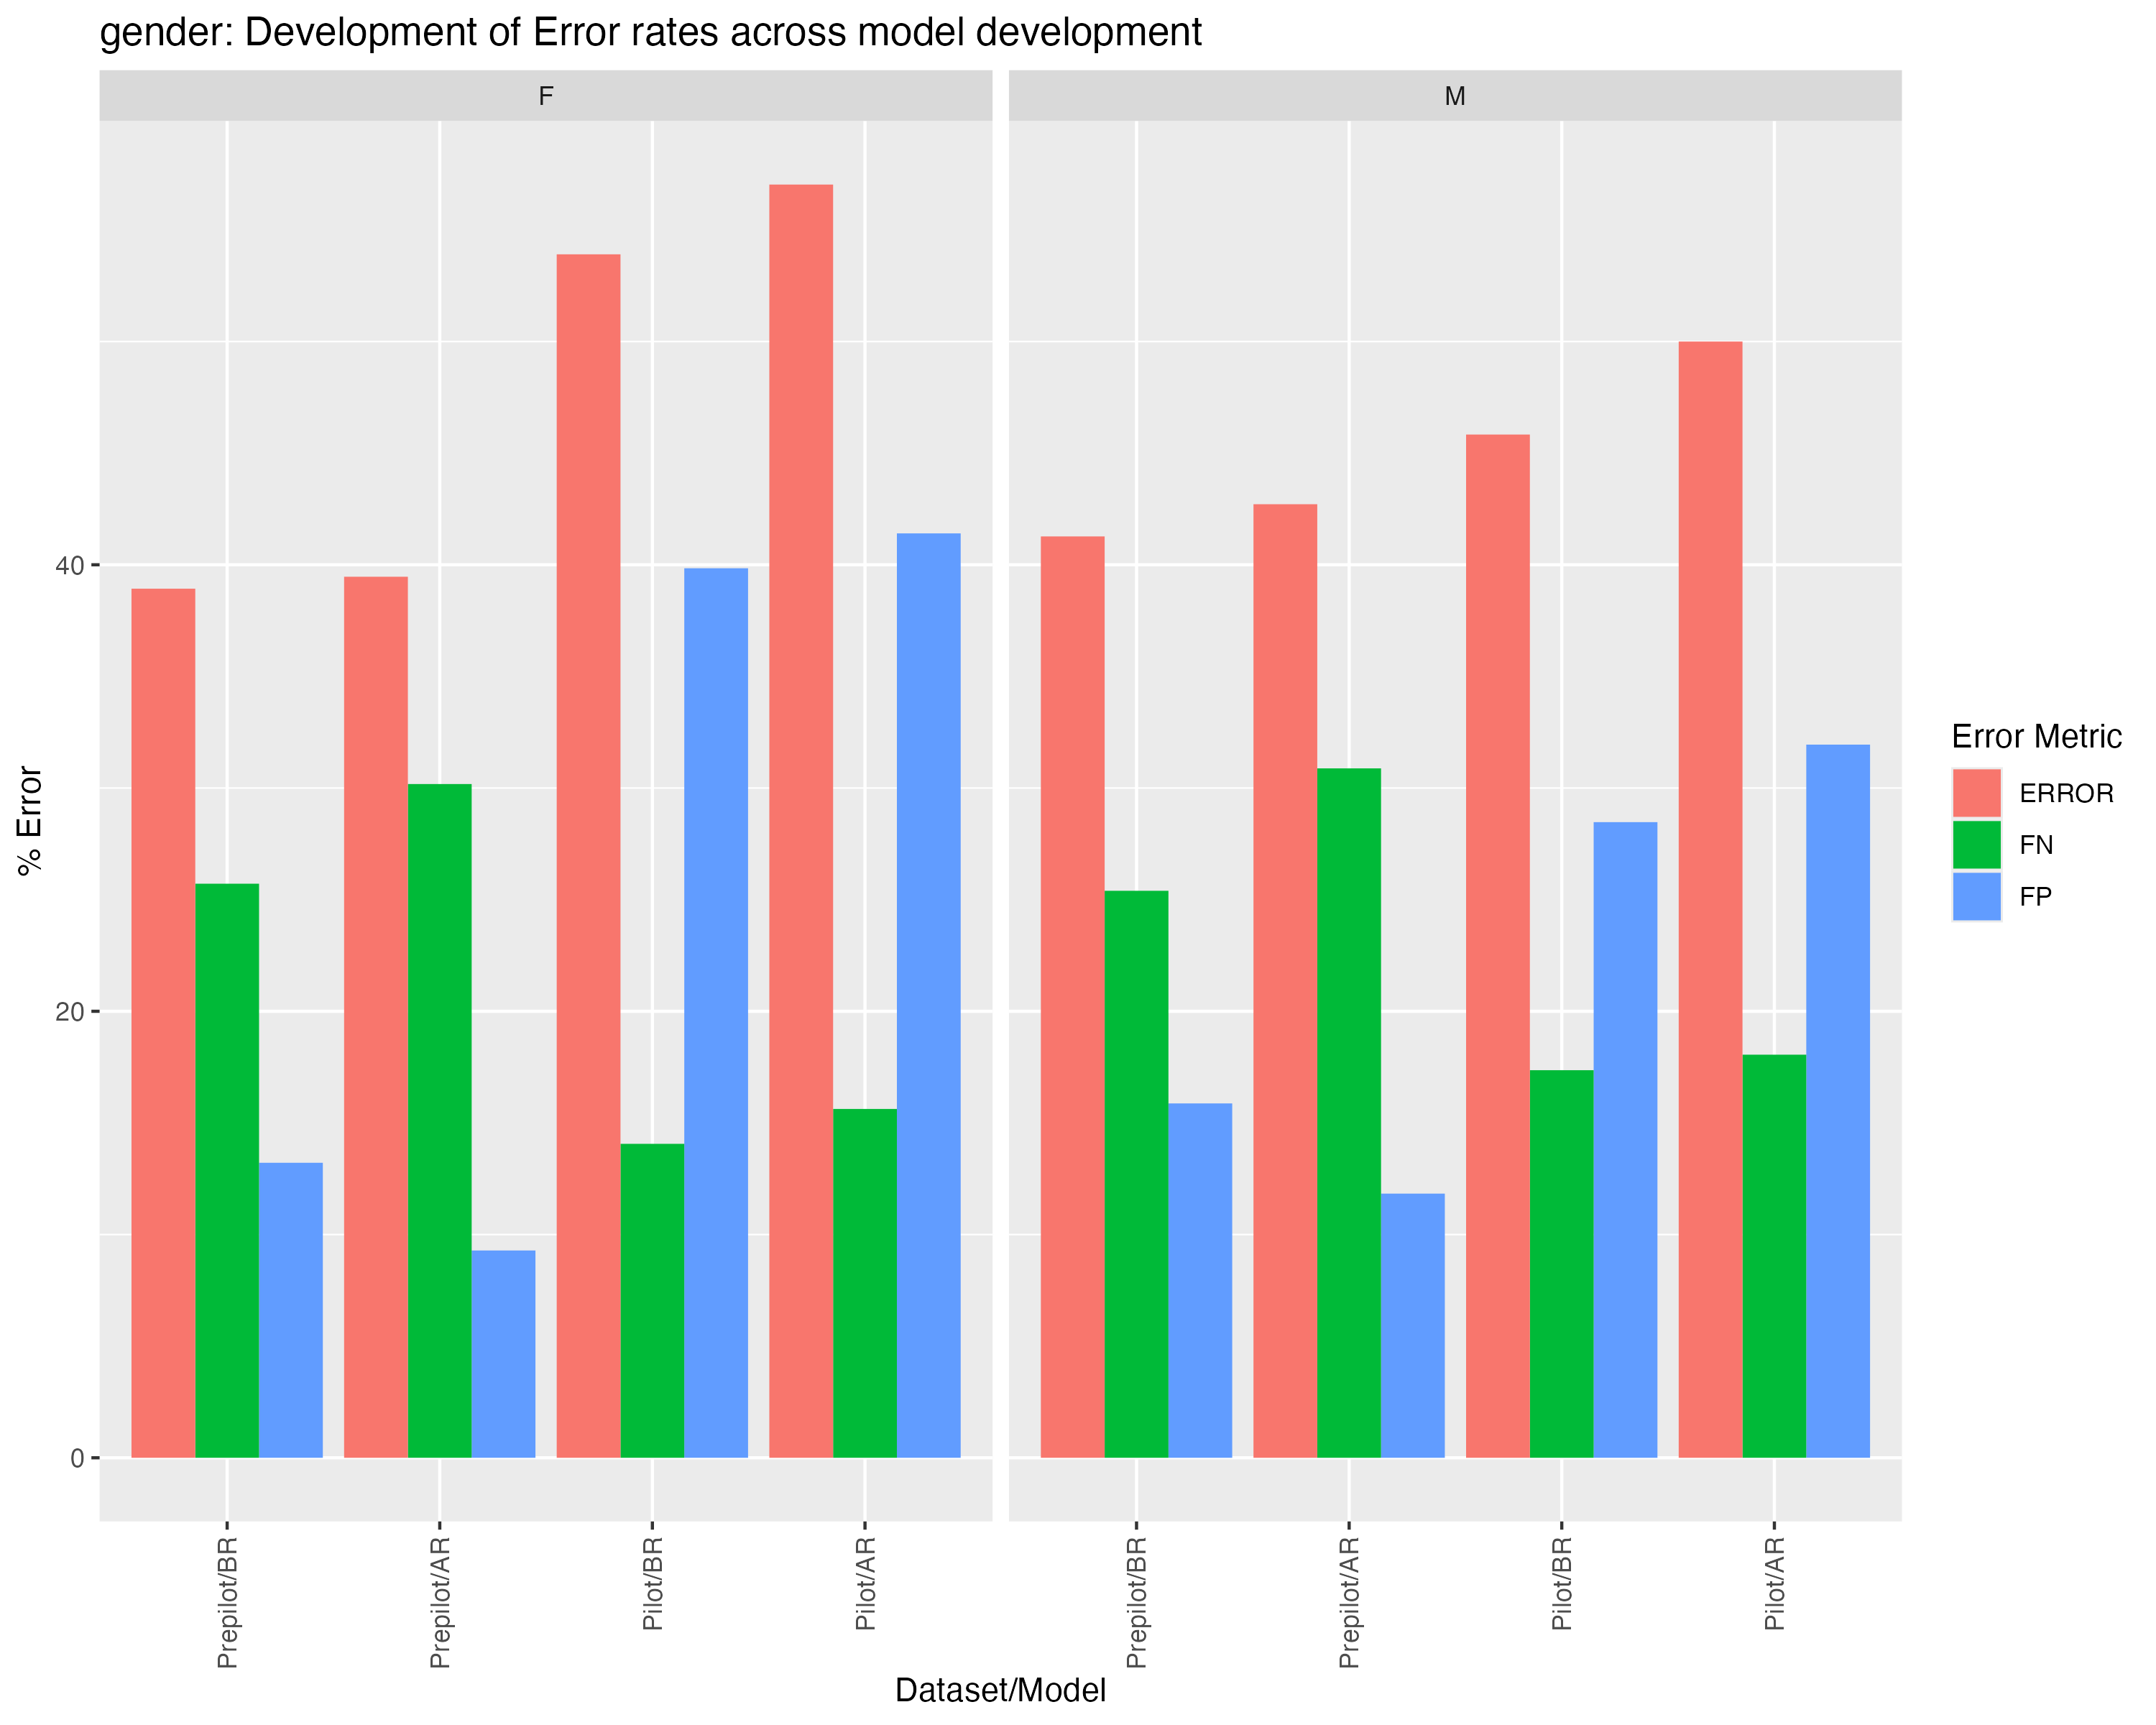 gender: Development of Error rates across model development
F
M
% Error
40
20
0
Prepilot/BR
Prepilot/AR
Pilot/BR
Pilot/AR
Prepilot/BR
Prepilot/AR
Pilot/BR
Pilot/AR
Dataset/Model
Error Metric
ERROR
FN
FP